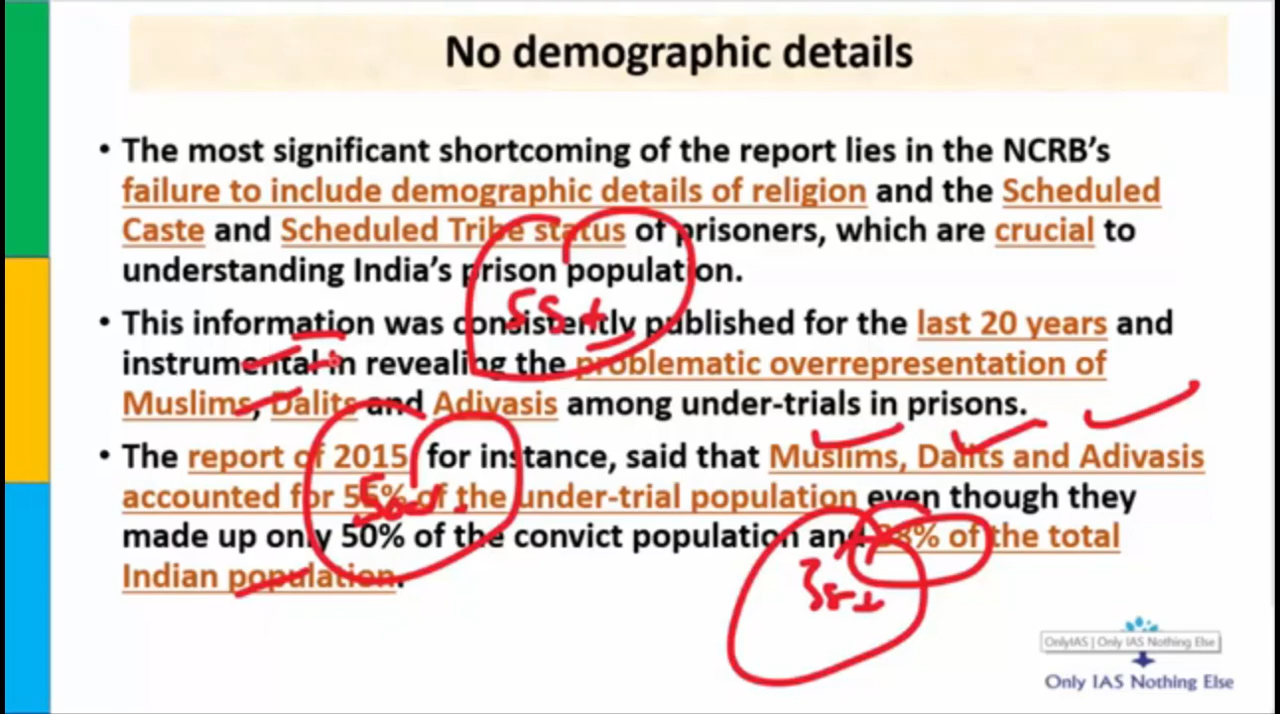 No demographic details
• The most significant shortcoming of the report lies in the NCRB's
failure to include demographic details of religion and the Scheduled
Caste and Scheduled Tribe status of prisoners, which are crucial to
understanding India's prison population.
• This information was consistently published for the last 20 years and
instrumental in revealing the problematic overrepresentation of
Muslims, Dalits and Adivasis among under-trials in prisons.
• The report of 2015, for instance, said that Muslims, Dalits and Adivasis
accounted for 55% of the under-trial population even though they
made up only 50% of the convict population and 38% of the total
Indian population.
OnlyIAS | Only IAS Nothing Else
Only IAS Nothing Else